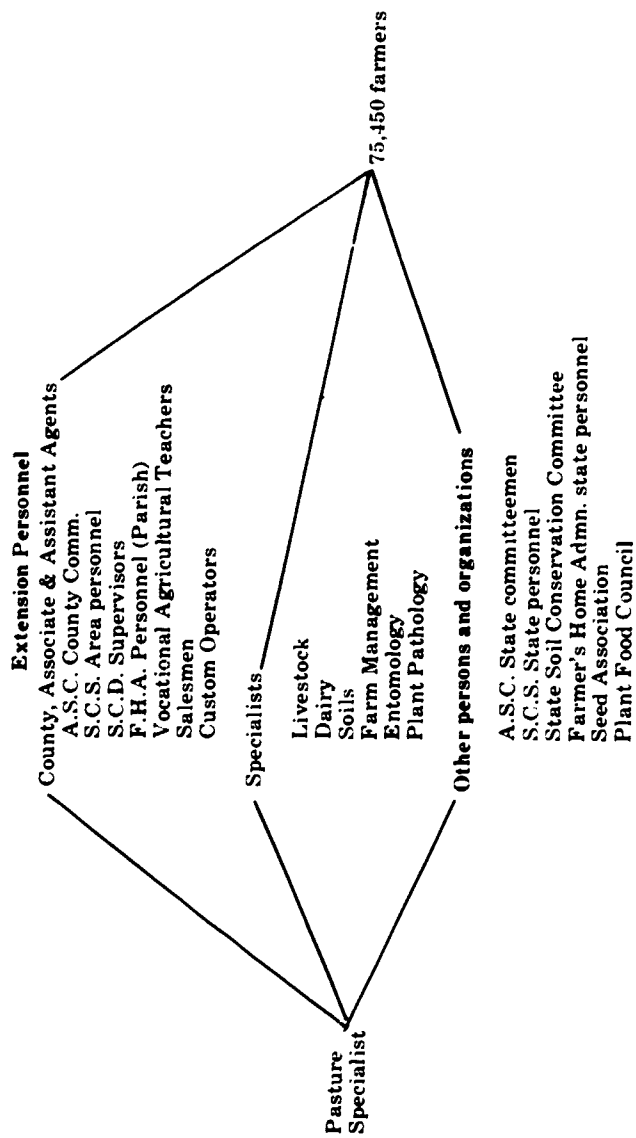 Pasture
Specialist
Extension Personnel
County, Associate & Assistant Agents
A.S.C. County Comm.
S.C.S. Area personnel
S.C.D. Supervisors
F.H.A. Personnel (Parish)
Vocational Agricultural Teachers
Salesmen
Custom Operators
Specialists
Livestock
Dairy
Soils
Farm Management
Entomology
Plant Pathology
Other persons and organizations
A.S.C. State committeemen
S.C.S. State personnel
State Soil Conservation Committee
Farmer's Home Admn. state personnel
Seed Association
Plant Food Council
75,450 farmers